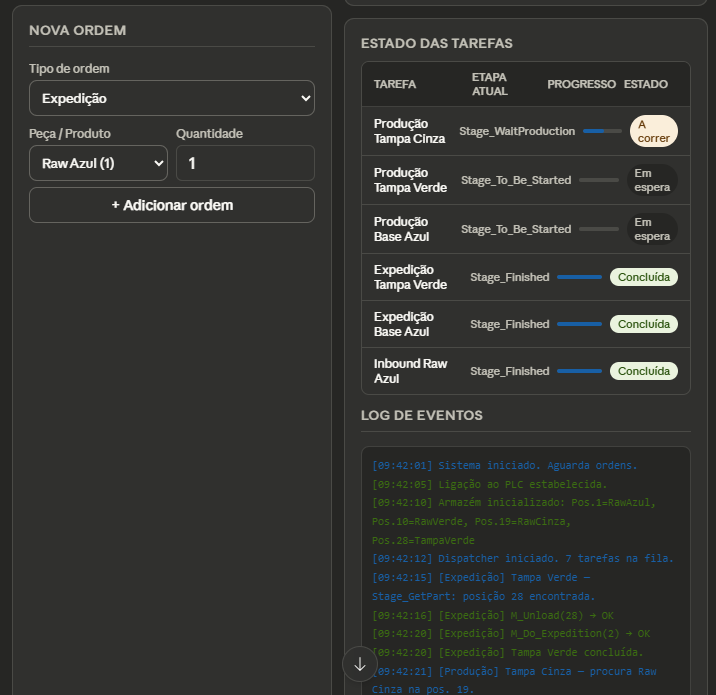 NOVA ORDEM
Tipo de ordem
Expedição
Peça / Produto
Quantidade
Raw Azul (1)
1
+ Adicionar ordem
ESTADO DAS TAREFAS
TAREFA
ETAPA
ATUAL
PROGRESSO
ESTADO
Produção
Tampa Cinza
Stage_WaitProduction
A
correr
Produção
Tampa Verde
Stage_To_Be_Started
Em
espera
Produção
Base Azul
Stage_To_Be_Started
Em
espera
Expedição
Tampa Verde
Stage_Finished
Concluída
Expedição
Base Azul
Stage_Finished
Concluída
Inbound Raw
Azul
Stage_Finished
Concluída
LOG DE EVENTOS
[09:42:01] Sistema iniciado. Aguarda ordens.
[09:42:05] Ligação ao PLC estabelecida.
[09:42:10] Armazém inicializado: Pos.1=RawAzul,
Pos.10=RawVerde, Pos.19=RawCinza,
Pos.28=TampaVerde
[09:42:12] Dispatcher iniciado. 7 tarefas na fila.
[09:42:15] [Expedição] Tampa Verde —
Stage_GetPart: posição 28 encontrada.
[09:42:16] [Expedição] M_Unload(28) → OK
[09:42:20] [Expedição] M_Do_Expedition(2) → OK
[09:42:20] [Expedição] Tampa Verde concluída.
[09:42:21] [Produção] Tampa Cinza — procura Raw
Cinza na pos. 19.